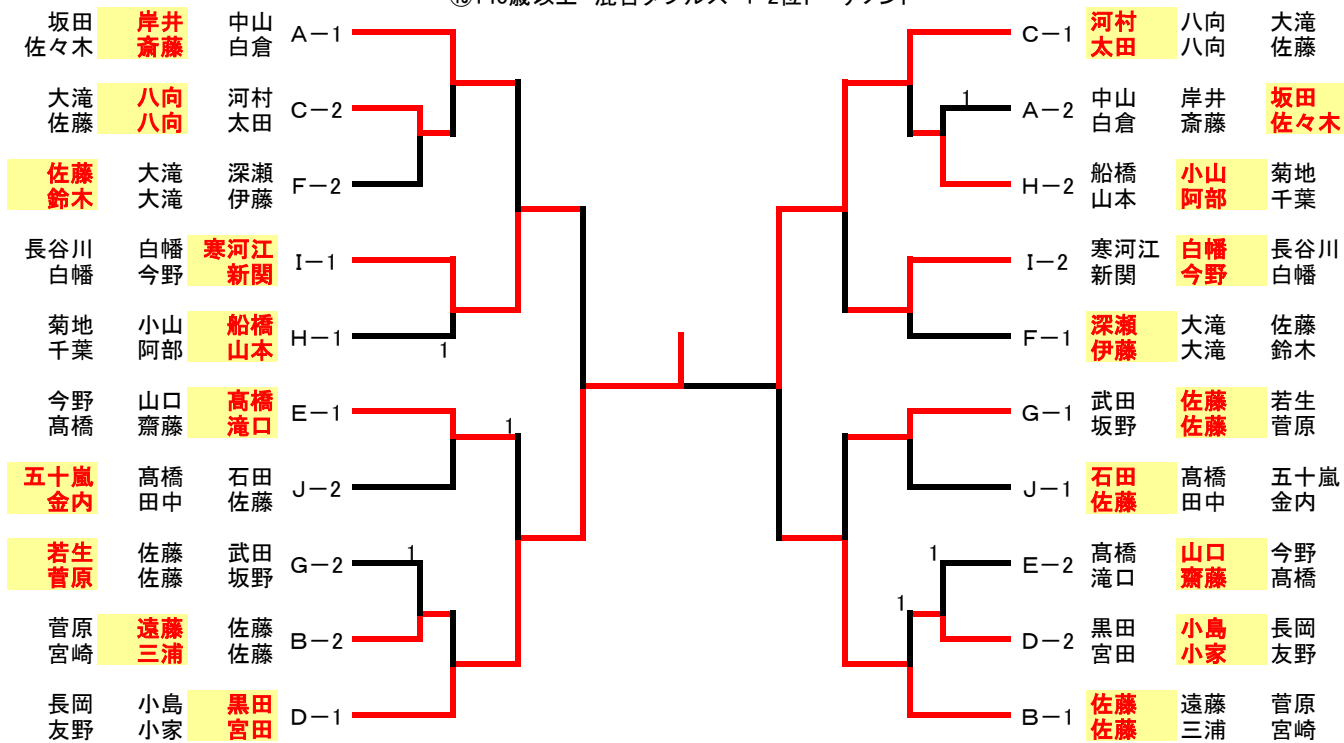 坂田 岸井 中山
佐々木 斎藤 白倉
A-1
大滝 八向 河村
佐藤 八向 太田
C-2
佐藤 大滝 深瀬
鈴木 大滝 伊藤
F-2
長谷川 白幡 寒河江
白幡 今野 新関
I-1
菊地 小山 船橋
千葉 阿部 山本
H-1
1
今野 山口 高橋
髙橋 齋藤 滝口
E-1
1
五十嵐 髙橋 石田
金内 田中 佐藤
J-2
若生 佐藤 武田
菅原 佐藤 坂野
G-2
1
菅原 遠藤 佐藤
宮崎 三浦 佐藤
B-2
長岡 小島 黒田
友野 小家 宮田
D-1
C-1
河村 八向 大滝
太田 八向 佐藤
1
A-2
中山 岸井 坂田
白倉 斎藤 佐々木
H-2
船橋 小山 菊地
山本 阿部 千葉
I-2
寒河江 白幡 長谷川
新関 今野 白幡
F-1
深瀬 大滝 佐藤
伊藤 大滝 鈴木
G-1
武田 佐藤 若生
坂野 佐藤 菅原
J-1
石田 髙橋 五十嵐
佐藤 田中 金内
1
E-2
高橋 山口 今野
滝口 齋藤 髙橋
1
D-2
黒田 小島 長岡
宮田 小家 友野
B-1
佐藤 遠藤 菅原
佐藤 三浦 宮崎